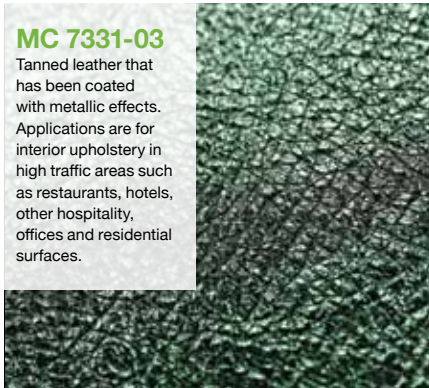 MC 7331-03
Tanned leather that
has been coated
with metallic effects.
Applications are for
interior upholstery in
high traffic areas such
as restaurants, hotels,
other hospitality,
offices and residential
surfaces.